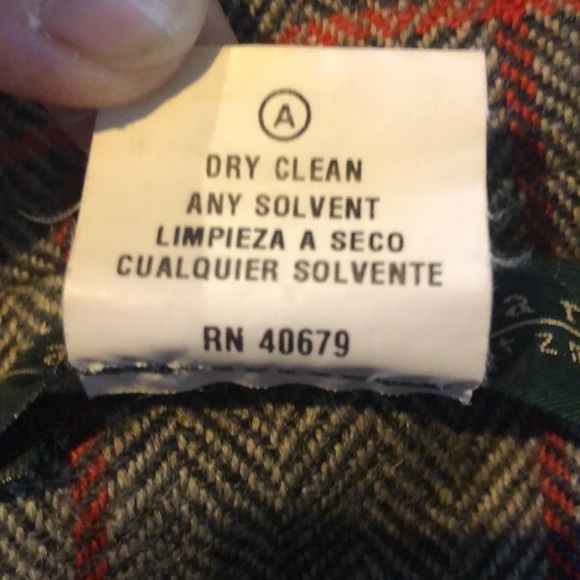 A
DRY CLEAN
ANY SOLVENT
LIMPIEZA A SECO
CUALQUIER SOLVENTE
RN 40679